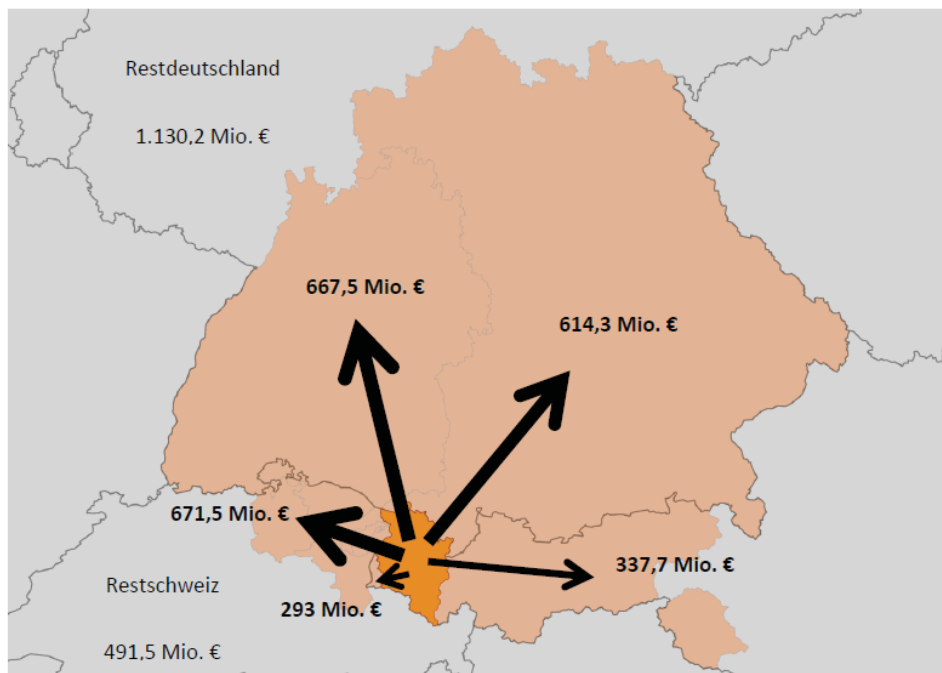 Restdeutschland
1.130,2 Mio. €
667,5 Mio. €
614,3 Mio. €
671,5 Mio. €
337,7 Mio. €
Restschweiz
293 Mio. €
491,5 Mio. €